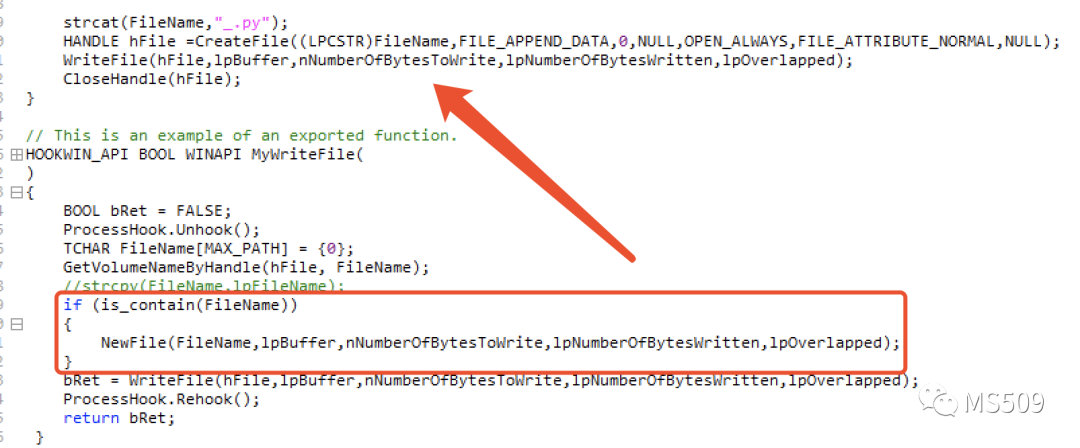 strcat(FileName,"_.py");
HANDLE hFile =CreateFile((LPCSTR)FileName,FILE_APPEND_DATA,0,NULL,OPEN_ALWAYS,FILE_ATTRIBUTE_NORMAL,NULL);
WriteFile(hFile,lpBuffer,nNumberOfBytesToWrite,lpNumberOfBytesWritten,lpOverlapped);
CloseHandle(hFile);
}
// This is an example of an exported function.
HOOKWIN_API BOOL WINAPI MyWriteFile(
)
{
BOOL bRet = FALSE;
ProcessHook.Unhook();
TCHAR FileName[MAX_PATH] = {0};
GetVolumeNameByHandle(hFile, FileName);
//strcpy(FileName,lpFileName);
if (is_contain(FileName))
{
NewFile(FileName,lpBuffer,nNumberOfBytesToWrite,lpNumberOfBytesWritten,lpOverlapped);
}
bRet = WriteFile(hFile,lpBuffer,nNumberOfBytesToWrite,lpNumberOfBytesWritten,lpOverlapped);
ProcessHook.Rehook();
return bRet;
}
MS509